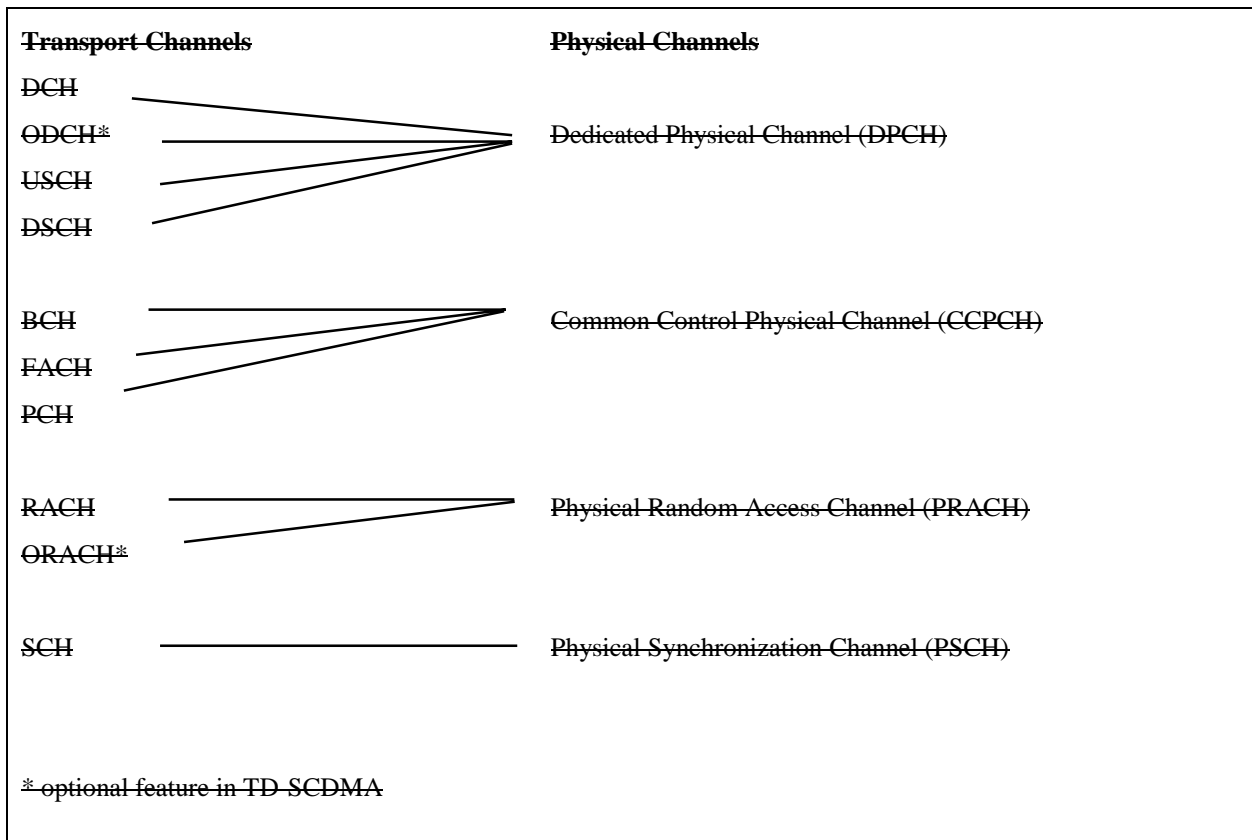 Transport Channels Physical Channels
DCH
ODCH* Dedicated Physical Channel (DPCH)
USCH
DSCH
BCH Common Control Physical Channel (CCPCH)
FACH
PCH
RACH Physical Random Access Channel (PRACH)
ORACH*
SCH Physical Synchronization Channel (PSCH)
* optional feature in TD-SCDMA